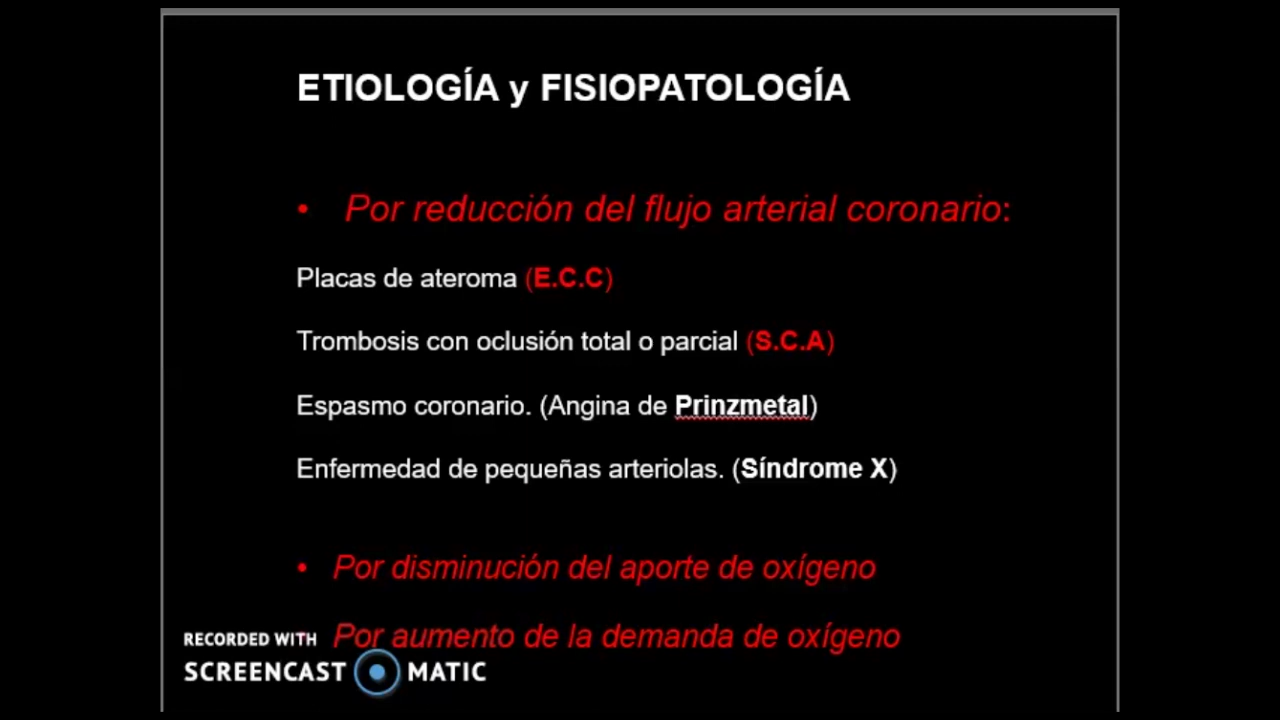 ETIOLOGÍA y FISIOPATOLOGÍA
• Por reducción del flujo arterial coronario:
Placas de ateroma (E.C.C)
Trombosis con oclusión total o parcial (S.C.A)
Espasmo coronario. (Angina de Prinzmetal)
Enfermedad de pequeñas arteriolas. (Síndrome X)
• Por disminución del aporte de oxígeno
• Por aumento de la demanda de oxígeno
RECORDED WITH
SCREENCAST MATIC